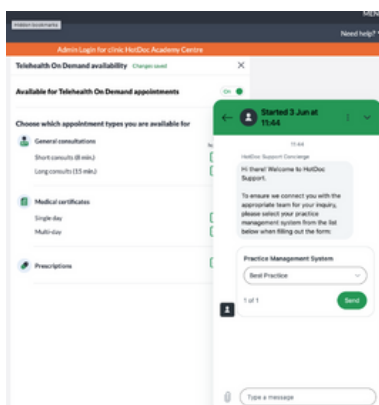 MEN
Need help?
Admin Login for clinic HotDoc Academy Centre
Telehealth On Demand availability Changes saved
Available for Telehealth On Demand appointments
On
Choose which appointment types you are available for
General consultations
Short consults (8 min.)
Long consults (15 min.)
Medical certificates
Single day
Multi-day
Prescriptions
Started 3 Jun at
11:44
11:44
HotDoc Support Concierge
Hi there! Welcome to HotDoc
Support.
To ensure we connect you with the
appropriate team for your inquiry,
please select your practice
management system from the list
below when filling out the form:
Practice Management System
Best Practice
1 of 1
Send
Type a message